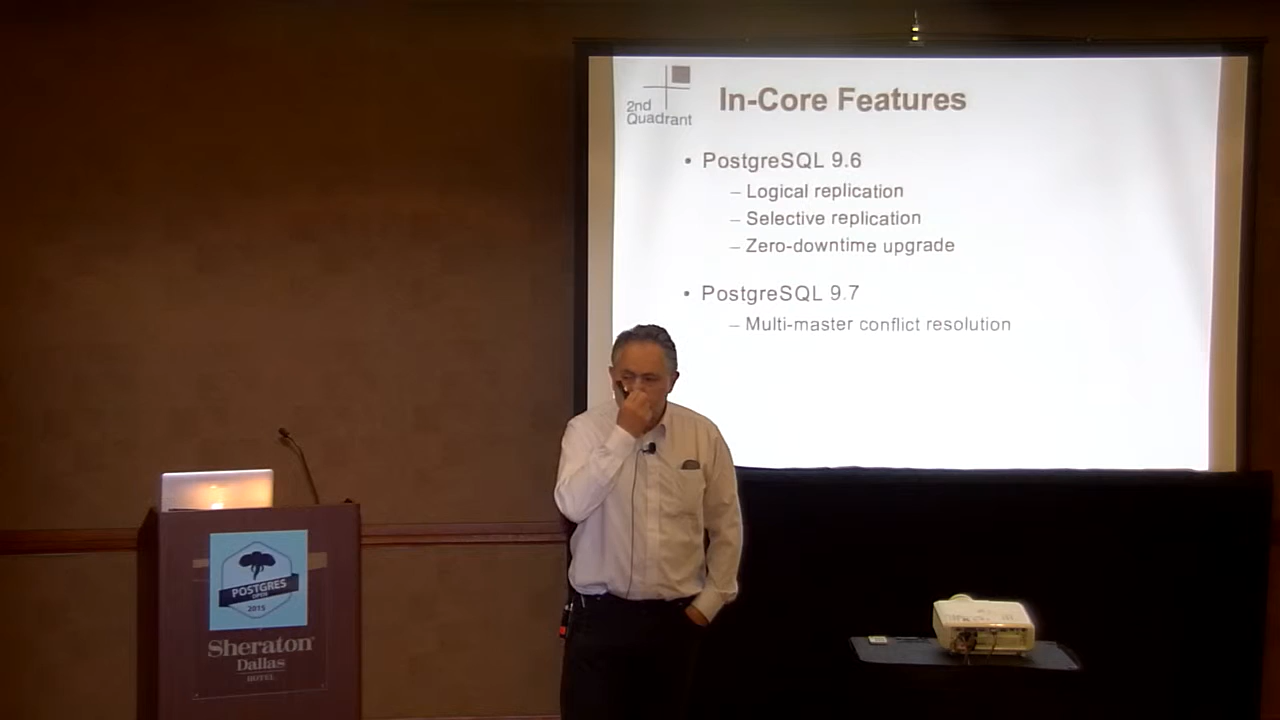 2nd
Quadrant
In-Core Features
• PostgreSQL 9.6
– Logical replication
– Selective replication
– Zero-downtime upgrade
• PostgreSQL 9.7
– Multi-master conflict resolution
POSTGRES
OPEN
2015
Sheraton
Dallas
HOTEL